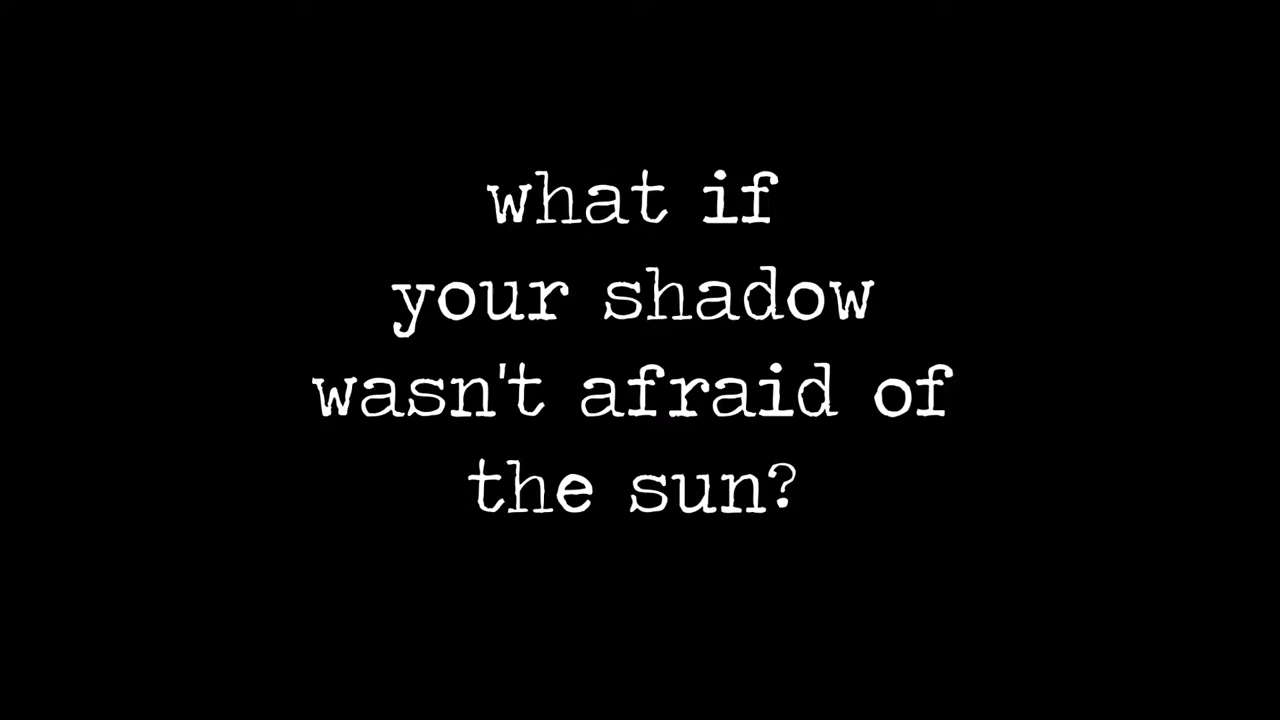 what if
your shadow
wasn't afraid of
the sun?